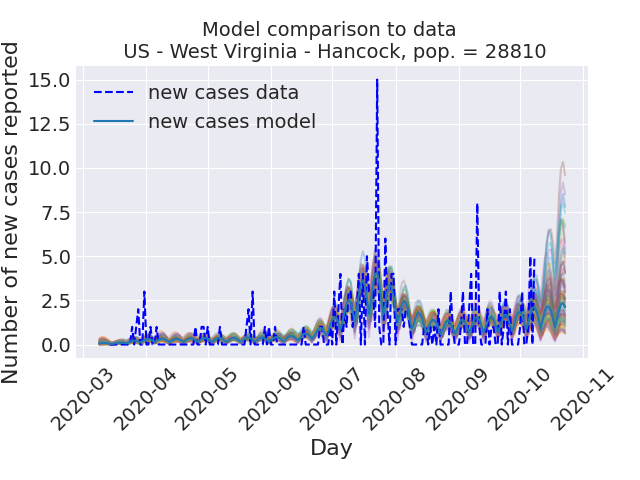 Model comparison to data
US - West Virginia - Hancock, pop. = 28810
Number of new cases reported
15.0
12.5
10.0
7.5
5.0
2.5
0.0
new cases data
new cases model
2020-03
2020-04
2020-05
2020-06
2020-07
2020-08
2020-09
2020-10
2020-11
Day